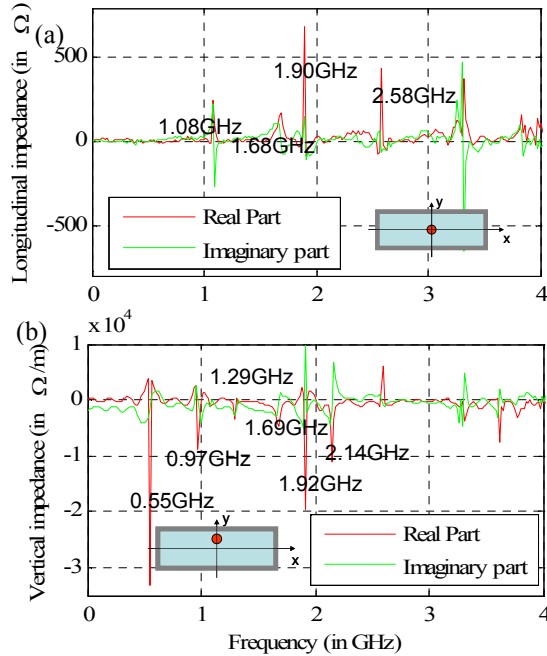 (a)
Longitudinal impedance (in Ω)
500
0
-500
1.08GHz
1.68GHz
1.90GHz
2.58GHz
Real Part
Imaginary part
y
x
0
1
2
3
4
(b)
x 10⁴
Vertical impedance (in Ω/m)
1
0
-1
-2
-3
0.55GHz
0.97GHz
1.29GHz
1.69GHz
1.92GHz
2.14GHz
y
x
Real Part
Imaginary part
0
1
2
3
4
Frequency (in GHz)